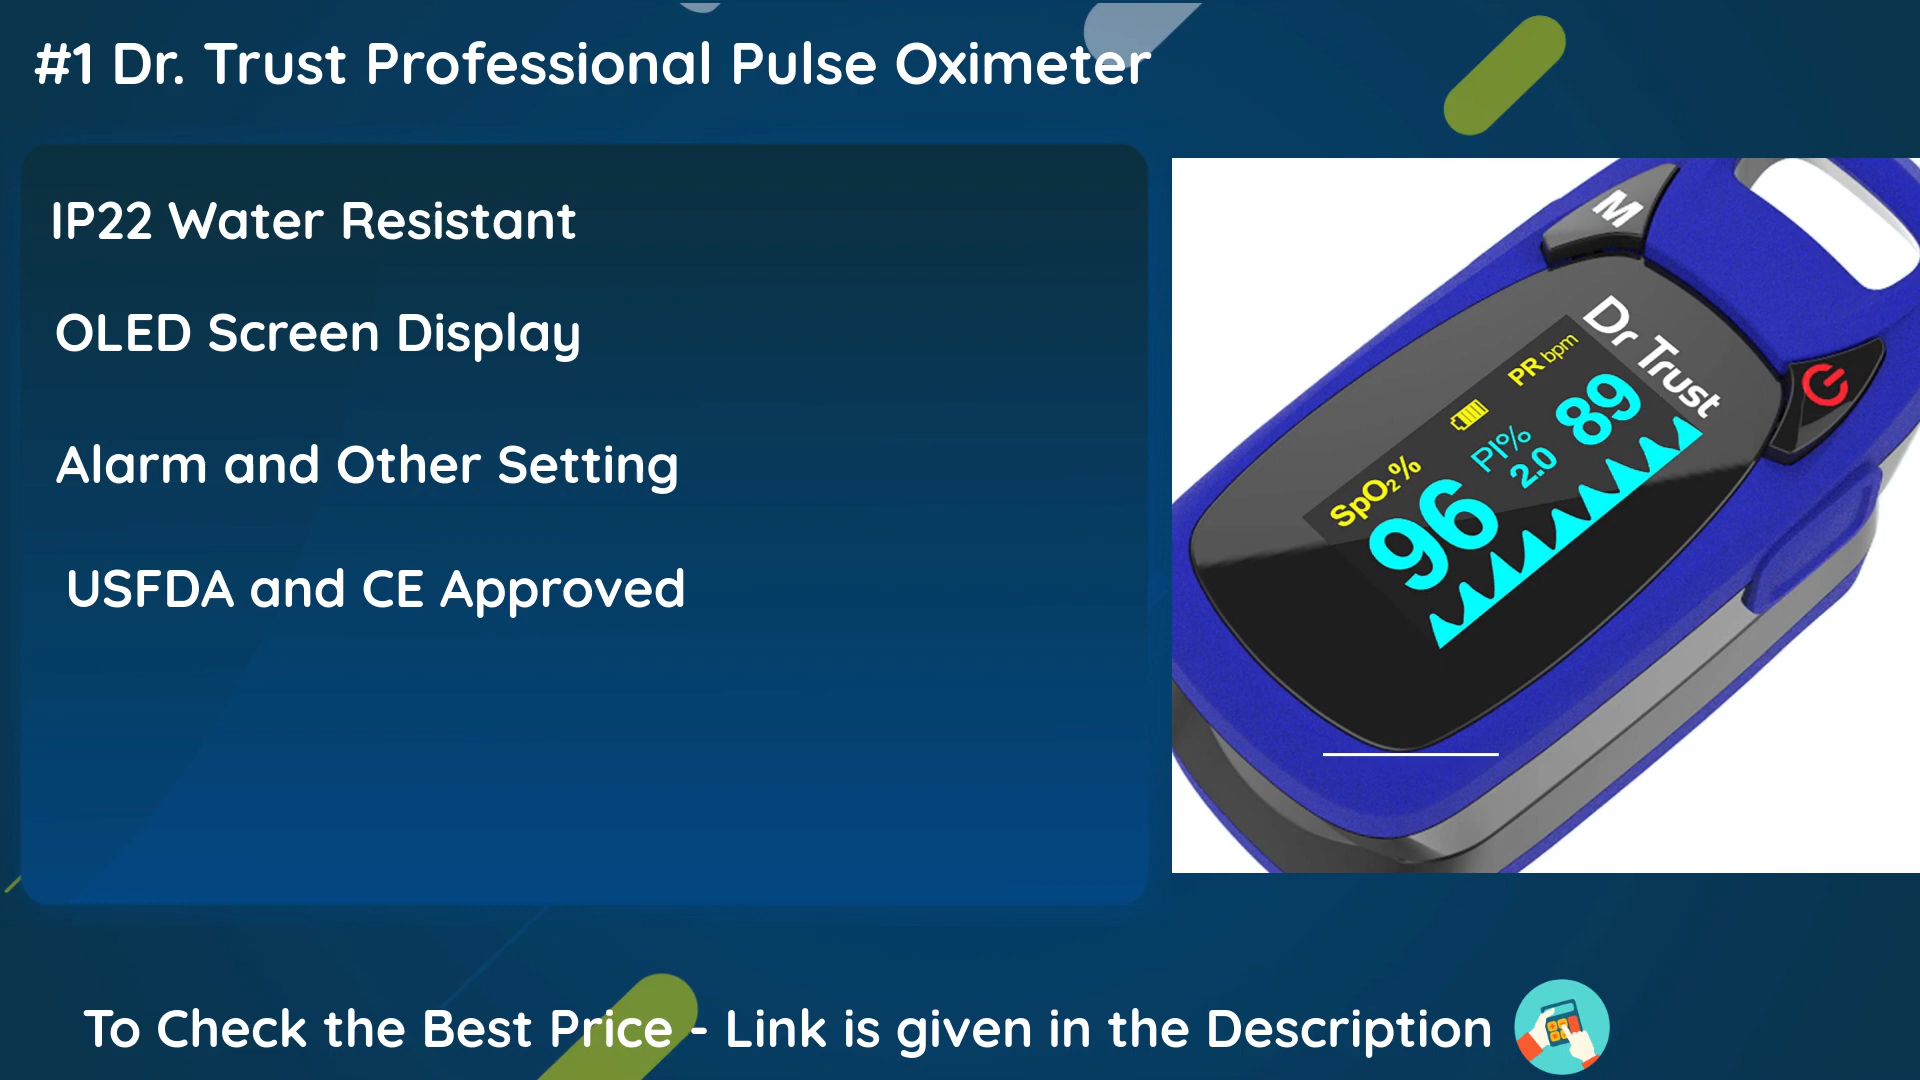 #1 Dr. Trust Professional Pulse Oximeter
IP22 Water Resistant
OLED Screen Display
Alarm and Other Setting
USFDA and CE Approved
M
Dr Trust
PR bpm
89
PI%
2.0
SpO₂%
96
To Check the Best Price - Link is given in the Description